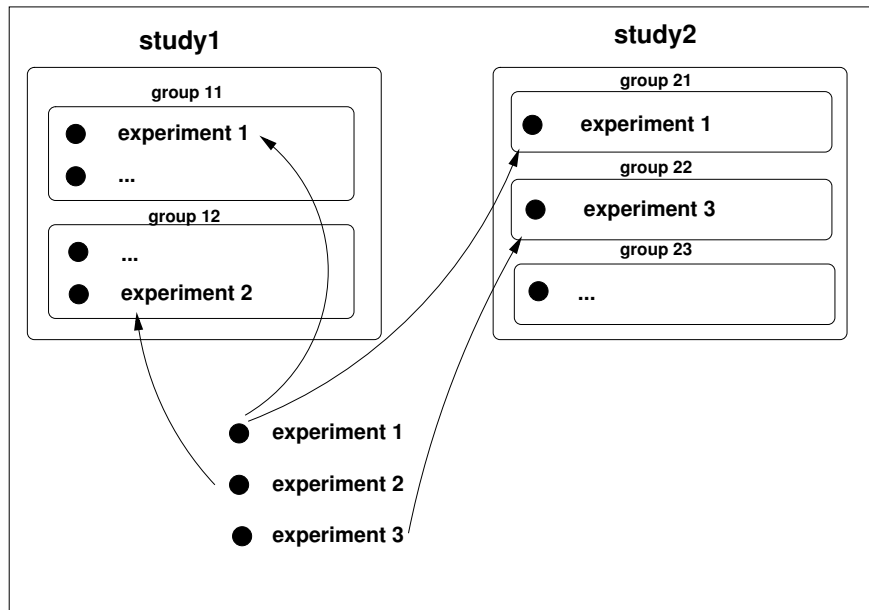 study1
group 11
experiment 1
...
group 12
...
experiment 2
study2
group 21
experiment 1
group 22
experiment 3
group 23
...
experiment 1
experiment 2
experiment 3